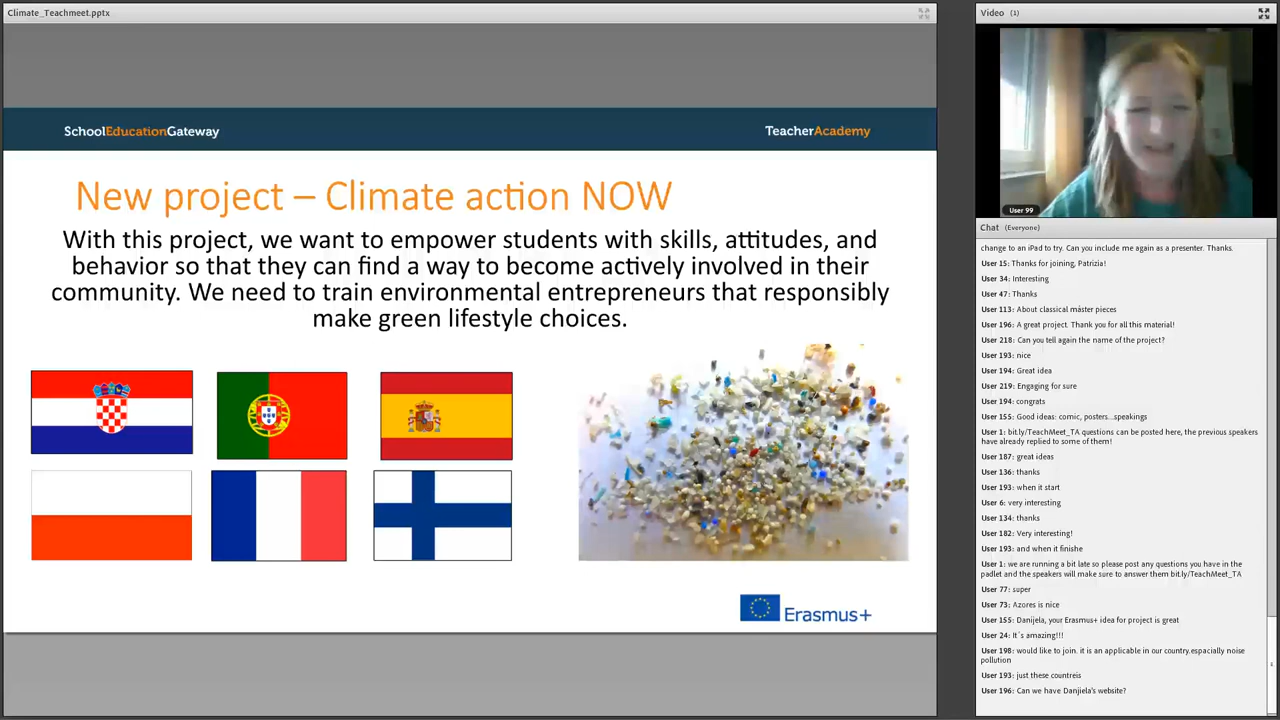 Climate_Teachmeet.pptx
SchoolEducationGateway
TeacherAcademy
New project – Climate action NOW
With this project, we want to empower students with skills, attitudes, and
behavior so that they can find a way to become actively involved in their
community. We need to train environmental entrepreneurs that responsibly
make green lifestyle choices.
Erasmus+
Video (1)
User 99
Chat (Everyone)
change to an iPad to try. Can you include me again as a presenter. Thanks.
User 15: Thanks for joining, Patrizia!
User 34: Interesting
User 47: Thanks
User 113: About classical máster pieces
User 196: A great project. Thank you for all this material!
User 218: Can you tell again the name of the project?
User 193: nice
User 194: Great idea
User 219: Engaging for sure
User 194: congrats
User 155: Good ideas: comic, posters...speakings
User 1: bit.ly/TeachMeet_TA questions can be posted here, the previous speakers
have already replied to some of them!
User 187: great ideas
User 136: thanks
User 193: when it start
User 6: very interesting
User 134: thanks
User 182: Very interesting!
User 193: and when it finishe
User 1: we are running a bit late so please post any questions you have in the
padlet and the speakers will make sure to answer them bit.ly/TeachMeet_TA
User 77: super
User 73: Azores is nice
User 155: Danijela, your Erasmus+ idea for project is great
User 24: It´s amazing!!!
User 198: would like to join. it is an applicable in our country.espacially noise
pollution
User 193: just these countreis
User 196: Can we have Danjiela's website?